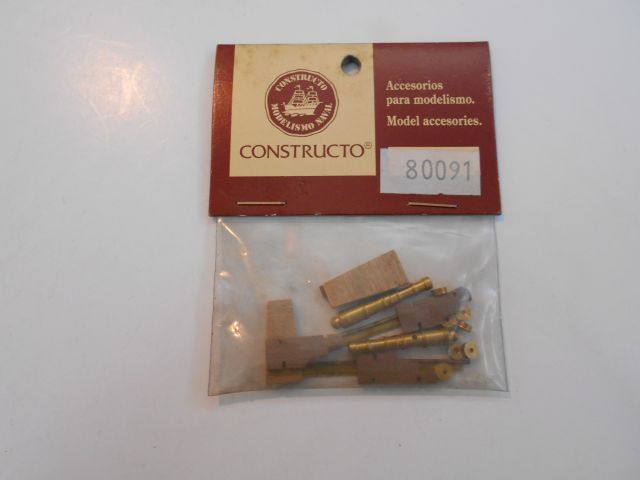 CONSTRUCTO
MODELISMO NAVAL
CONSTRUCTO®
Accesorios
para modelismo.
Model accesories.
80091